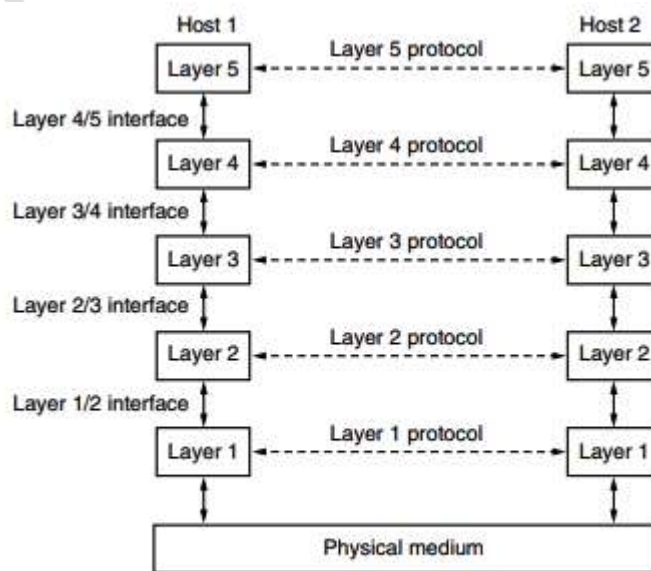 Host 1
Host 2
Layer 5
Layer 5 protocol
Layer 5
Layer 4/5 interface
Layer 4
Layer 4 protocol
Layer 4
Layer 3/4 interface
Layer 3
Layer 3 protocol
Layer 3
Layer 2/3 interface
Layer 2
Layer 2 protocol
Layer 2
Layer 1/2 interface
Layer 1
Layer 1 protocol
Layer 1
Physical medium